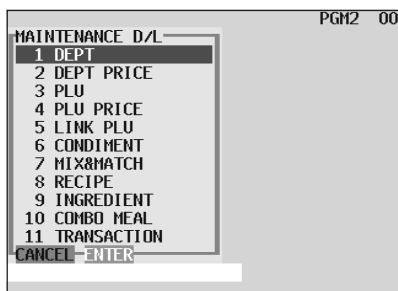 PGM2 00
MAINTENANCE D/L
1 DEPT
2 DEPT PRICE
3 PLU
4 PLU PRICE
5 LINK PLU
6 CONDIMENT
7 MIX&MATCH
8 RECIPE
9 INGREDIENT
10 COMBO MEAL
11 TRANSACTION
CANCEL ENTER